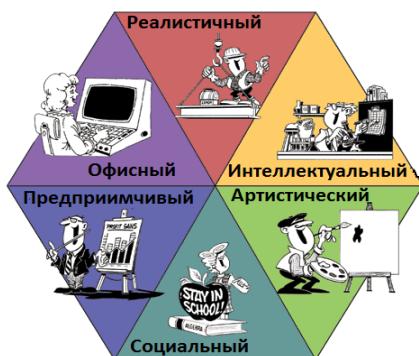 Реалистичный
Офисный
Интеллектуальный
Предприимчивый
Артистический
PROFIT GAINS
STAY IN
SCHOOL!
ALGEBRA
Социальный